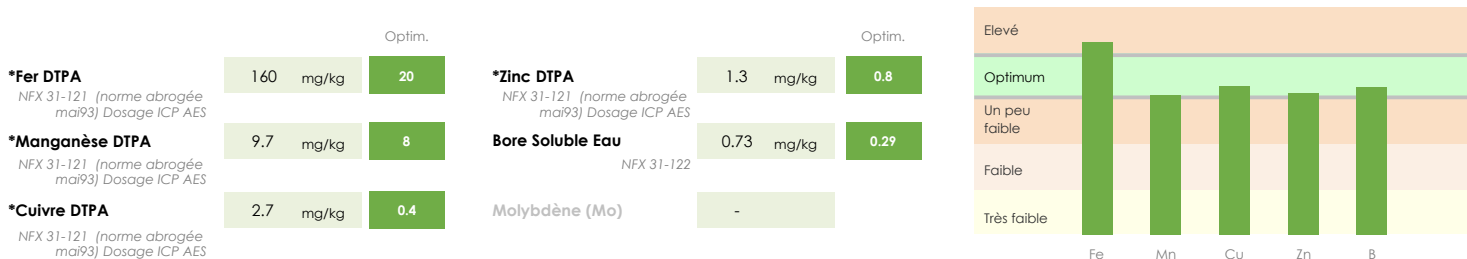 Optim.
*Fer DTPA 160 mg/kg 20
NFX 31-121 (norme abrogée
mai93) Dosage ICP AES
*Manganèse DTPA 9.7 mg/kg 8
NFX 31-121 (norme abrogée
mai93) Dosage ICP AES
*Cuivre DTPA 2.7 mg/kg 0.4
NFX 31-121 (norme abrogée
mai93) Dosage ICP AES
Optim.
*Zinc DTPA 1.3 mg/kg 0.8
NFX 31-121 (norme abrogée
mai93) Dosage ICP AES
Bore Soluble Eau 0.73 mg/kg 0.29
NFX 31-122
Molybdène (Mo) -
Elevé
Optimum
Un peu
faible
Faible
Très faible
Fe Mn Cu Zn B